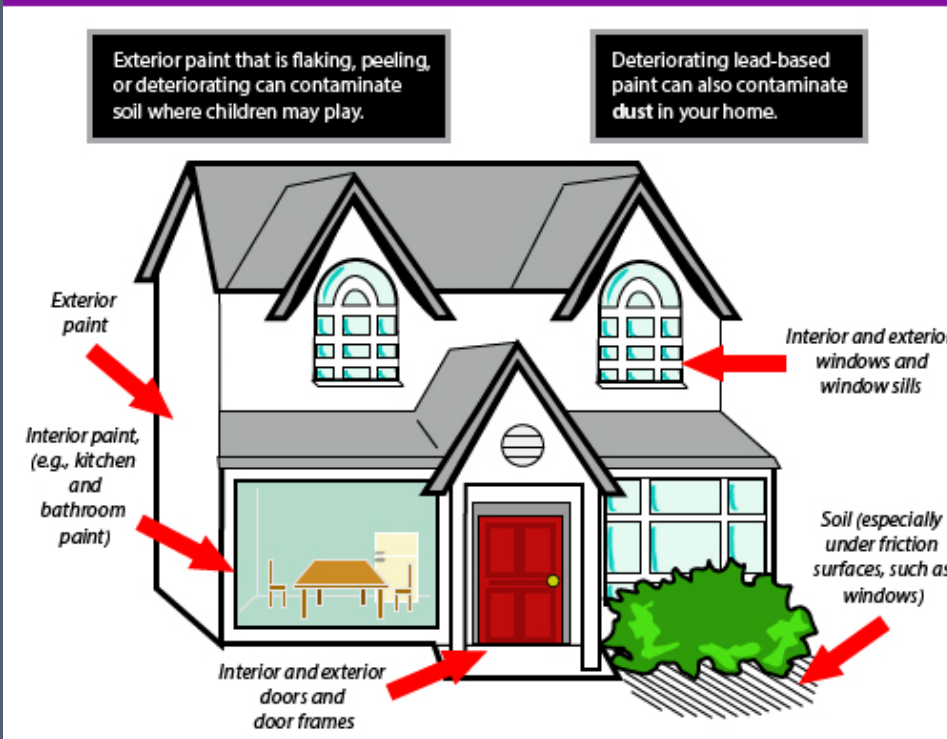 Exterior paint that is flaking, peeling,
or deteriorating can contaminate
soil where children may play.
Deteriorating lead-based
paint can also contaminate
dust in your home.
Exterior
paint
Interior and exterior
windows and
window sills
Interior paint,
(e.g., kitchen
and
bathroom
paint)
Soil (especially
under friction
surfaces, such as
windows)
Interior and exterior
doors and
door frames